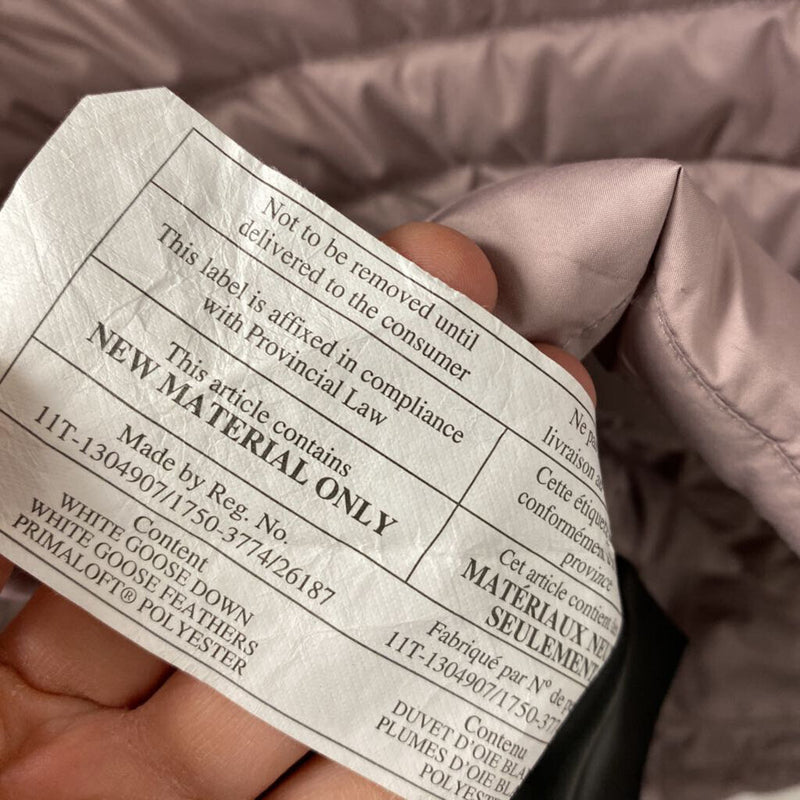 Not to be removed until
delivered to the consumer
This label is affixed in compliance
with Provincial Law
This article contains
NEW MATERIAL ONLY
Made by Reg. No.
11T-1304907/1750-3774/26187
Content
WHITE GOOSE DOWN
WHITE GOOSE FEATHERS
PRIMALOFT® POLYESTER
Ne
livraison
Cette
conformément
province
Cet article contient
MATÉRIAUX
SEULEMENT
Fabriqué par N° de
11T-1304907/1750-37
Contenu
DUVET D'OIE
PLUMES D'OIE